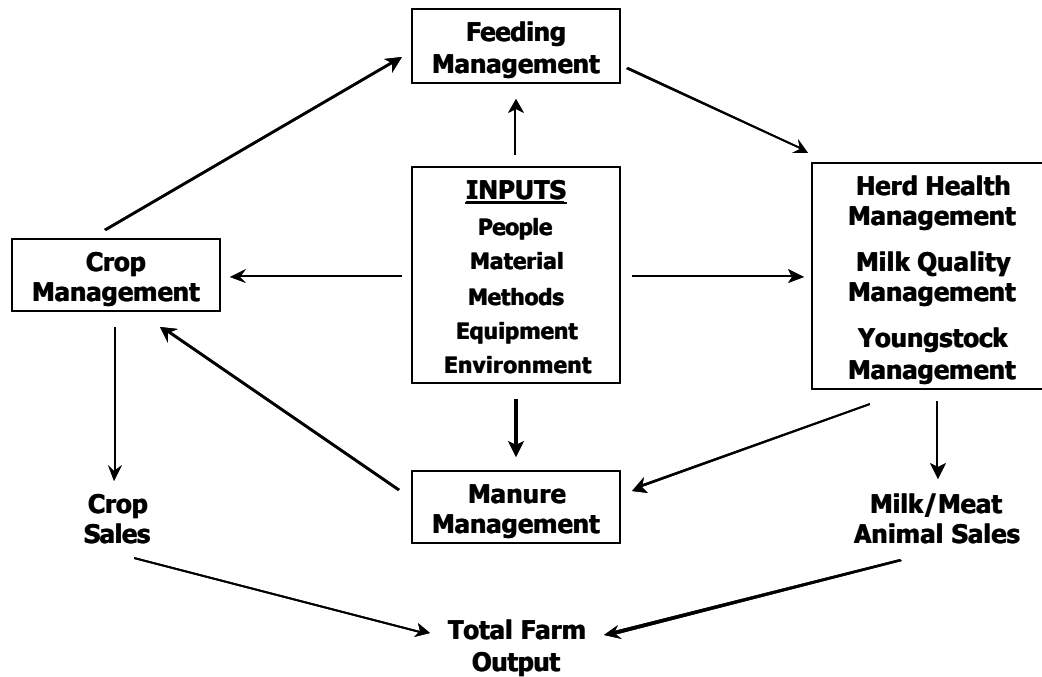 Feeding
Management
INPUTS
People
Material
Methods
Equipment
Environment
Herd Health
Management
Milk Quality
Management
Youngstock
Management
Crop
Management
Manure
Management
Crop
Sales
Milk/Meat
Animal Sales
Total Farm
Output